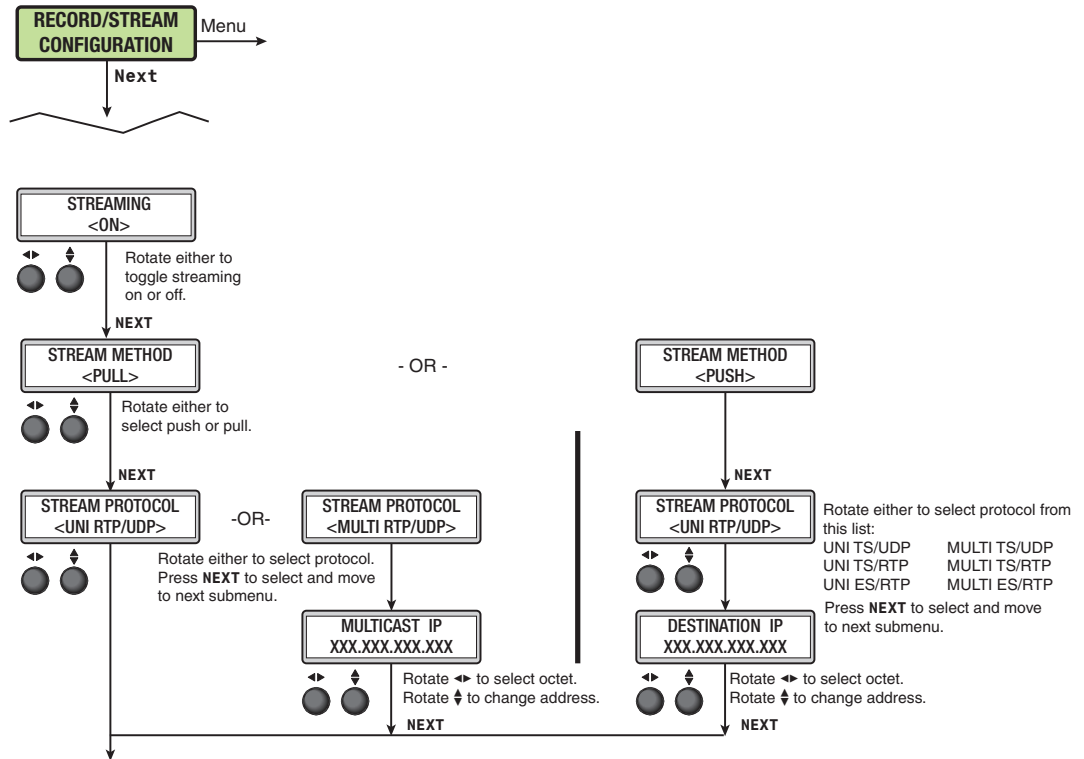 RECORD/STREAM
CONFIGURATION
Menu
Next
STREAMING
<ON>
Rotate either to
toggle streaming
on or off.
NEXT
STREAM METHOD
<PULL>
- OR -
STREAM METHOD
<PUSH>
Rotate either to
select push or pull.
NEXT
STREAM PROTOCOL
<UNI RTP/UDP>
-OR-
STREAM PROTOCOL
<MULTI RTP/UDP>
Rotate either to select protocol.
Press NEXT to select and move
to next submenu.
MULTICAST IP
XXX.XXX.XXX.XXX
Rotate ◂▸ to select octet.
Rotate ▴▾ to change address.
NEXT
NEXT
STREAM PROTOCOL
<UNI RTP/UDP>
Rotate either to select protocol from
this list:
UNI TS/UDP MULTI TS/UDP
UNI TS/RTP MULTI TS/RTP
UNI ES/RTP MULTI ES/RTP
Press NEXT to select and move
to next submenu.
DESTINATION IP
XXX.XXX.XXX.XXX
Rotate ◂▸ to select octet.
Rotate ▴▾ to change address.
NEXT